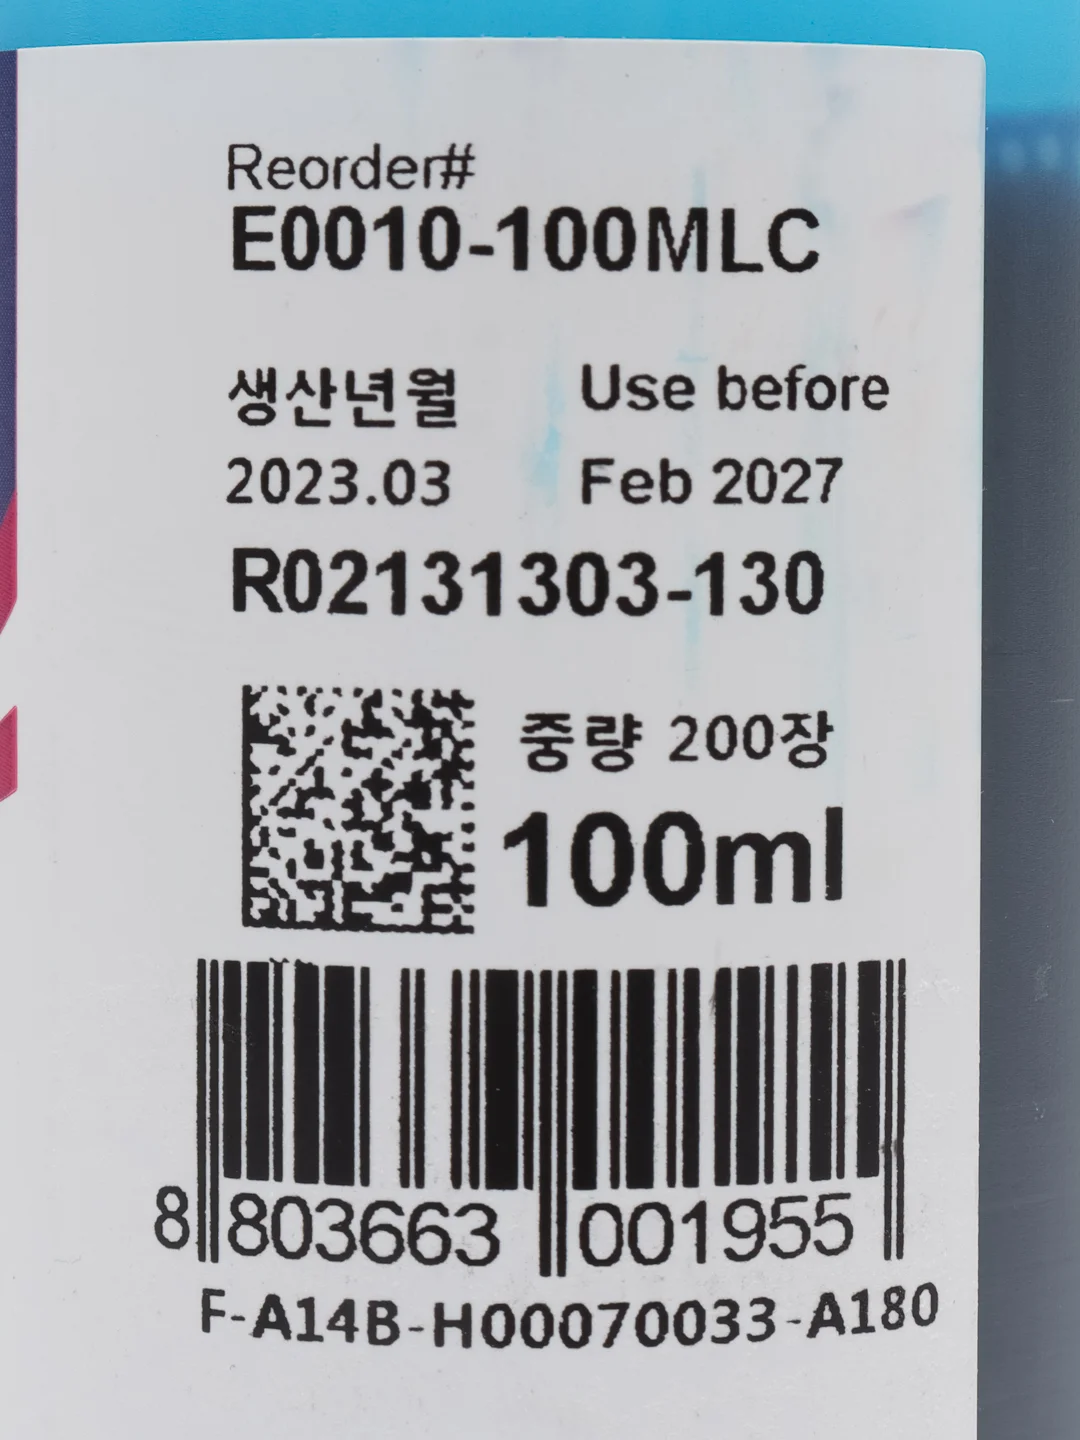 Reorder#
E0010-100MLC
생산년월 Use before
2023.03 Feb 2027
R02131303-130
중량 200장
100ml
8 803663 001955
F-A14B-H00070033-A180